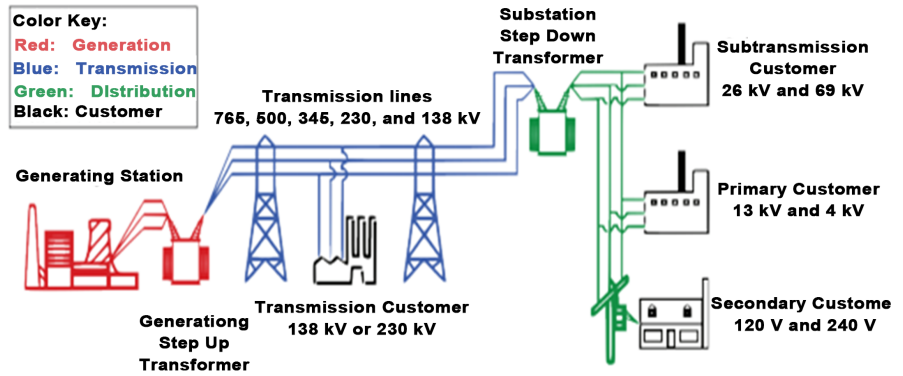 Color Key:
Red: Generation
Blue: Transmission
Green: DIstribution
Black: Customer
Generating Station
Generationg
Step Up
Transformer
Transmission lines
765, 500, 345, 230, and 138 kV
Transmission Customer
138 kV or 230 kV
Substation
Step Down
Transformer
Subtransmission
Customer
26 kV and 69 kV
Primary Customer
13 kV and 4 kV
Secondary Custome
120 V and 240 V